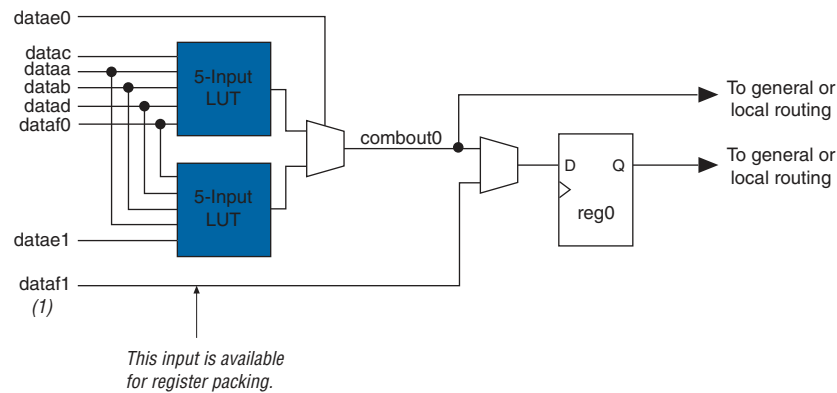 datae0
datac
dataa
datab
datad
dataf0
5-Input
LUT
combout0
To general or
local routing
D Q
reg0
To general or
local routing
5-Input
LUT
datae1
dataf1
(1)
This input is available
for register packing.